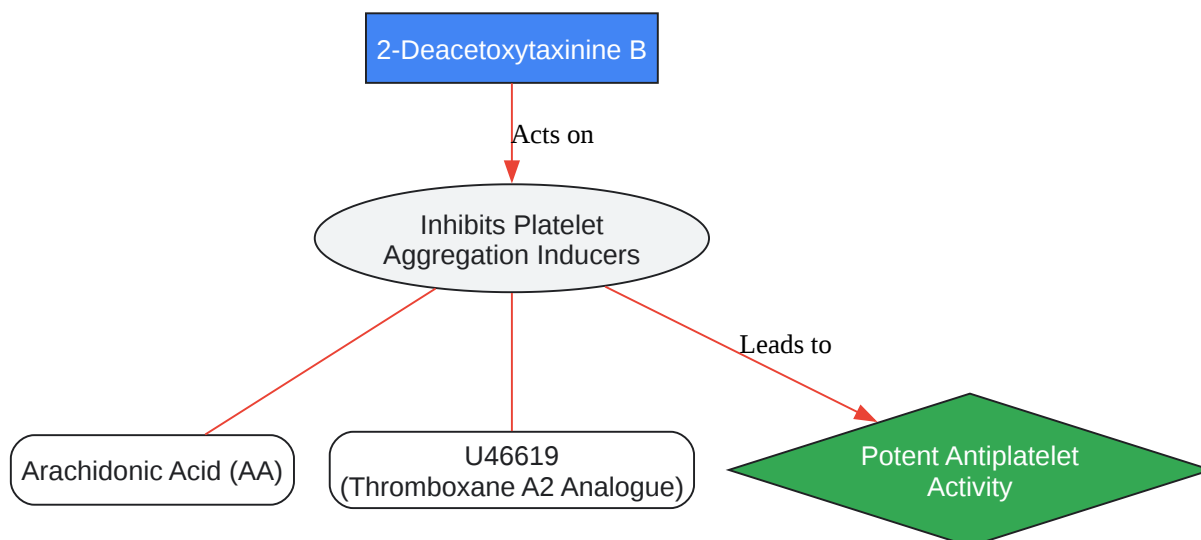 2-Deacetoxytaxinine B
Acts on
Inhibits Platelet
Aggregation Inducers
Leads to
Arachidonic Acid (AA)
U46619
(Thromboxane A2 Analogue)
Potent Antiplatelet
Activity